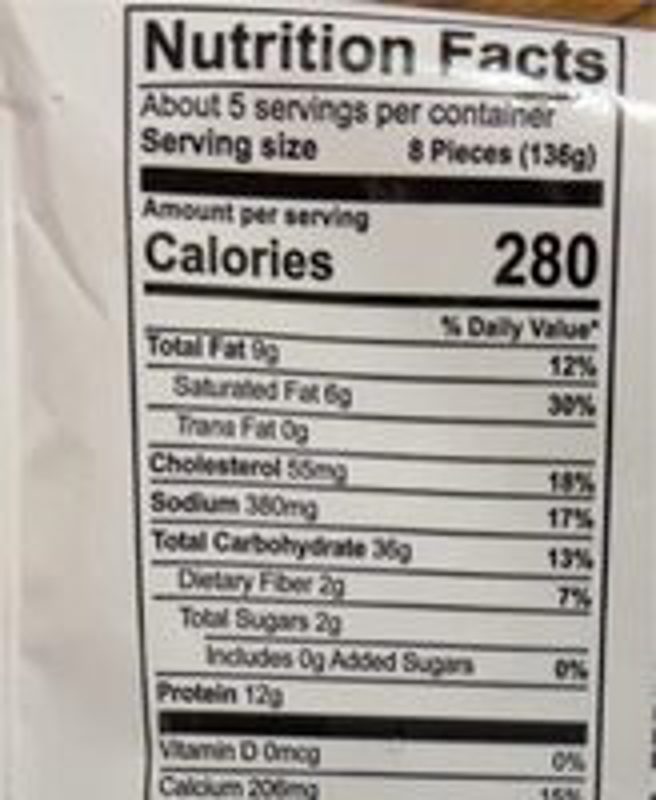 Nutrition Facts
About 5 servings per container
Serving size 8 Pieces (136g)
Amount per serving
Calories 280
% Daily Value*
Total Fat 9g 12%
Saturated Fat 6g 30%
Trans Fat 0g
Cholesterol 55mg 18%
Sodium 380mg 17%
Total Carbohydrate 36g 13%
Dietary Fiber 2g 7%
Total Sugars 2g
Includes 0g Added Sugars 0%
Protein 12g
Vitamin D 0mcg 0%
Calcium 206mg 15%